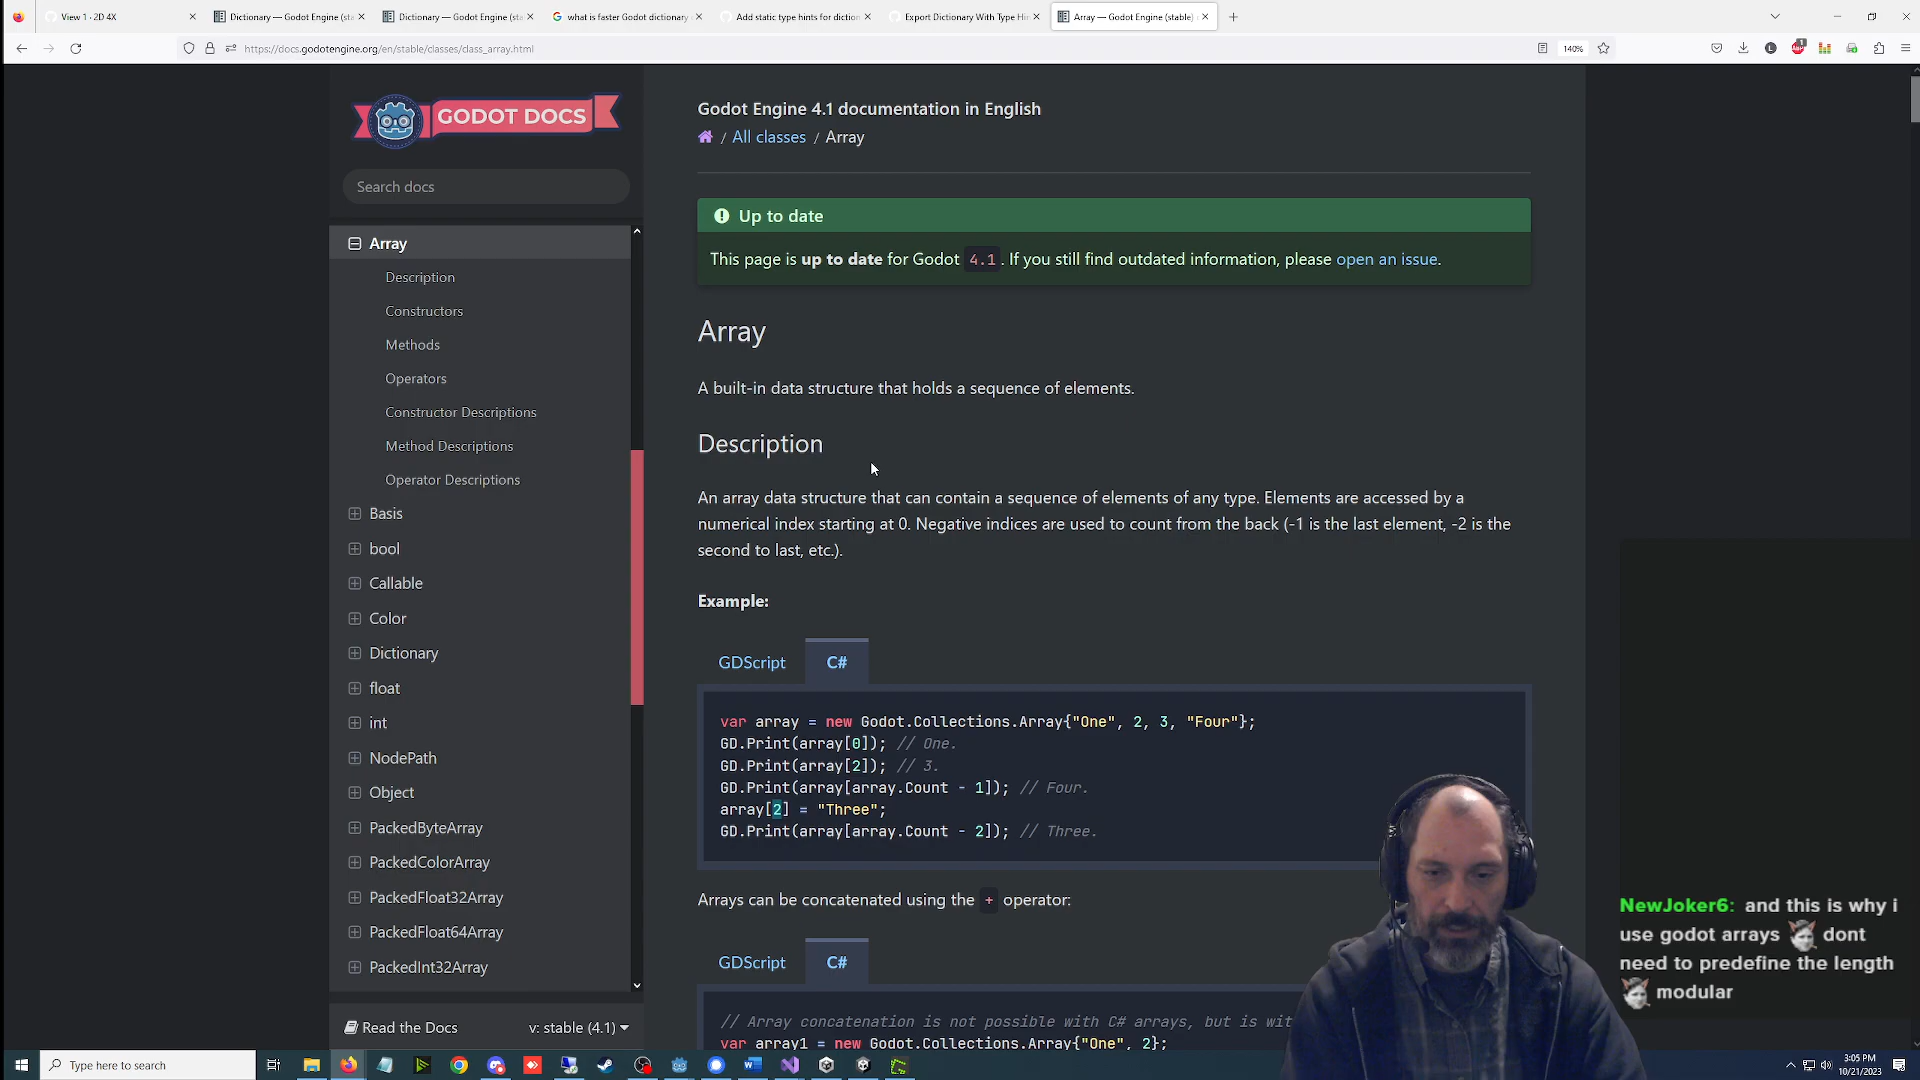 View 1 · 2D 4X
Dictionary — Godot Engine (sta
Dictionary — Godot Engine (sta
what is faster Godot dictionary
Add static type hints for diction
Export Dictionary With Type Hi
Array — Godot Engine (stable)
https://docs.godotengine.org/en/stable/classes/class_array.html
140%
GODOT DOCS
Search docs
Array
Description
Constructors
Methods
Operators
Constructor Descriptions
Method Descriptions
Operator Descriptions
Basis
bool
Callable
Color
Dictionary
float
int
NodePath
Object
PackedByteArray
PackedColorArray
PackedFloat32Array
PackedFloat64Array
PackedInt32Array
Read the Docs
v: stable (4.1)
Godot Engine 4.1 documentation in English
/ All classes / Array
Up to date
This page is up to date for Godot 4.1. If you still find outdated information, please open an issue.
Array
A built-in data structure that holds a sequence of elements.
Description
An array data structure that can contain a sequence of elements of any type. Elements are accessed by a
numerical index starting at 0. Negative indices are used to count from the back (-1 is the last element, -2 is the
second to last, etc.).
Example:
GDScript C#
var array = new Godot.Collections.Array{"One", 2, 3, "Four"};
GD.Print(array[0]); // One.
GD.Print(array[2]); // 3.
GD.Print(array[array.Count - 1]); // Four.
array[2] = "Three";
GD.Print(array[array.Count - 2]); // Three.
Arrays can be concatenated using the + operator:
GDScript C#
// Array concatenation is not possible with C# arrays, but is wit
var array1 = new Godot.Collections.Array{"One", 2};
NewJoker6: and this is why i
use godot arrays dont
need to predefine the length
modular
Type here to search
3:05 PM
10/21/2023